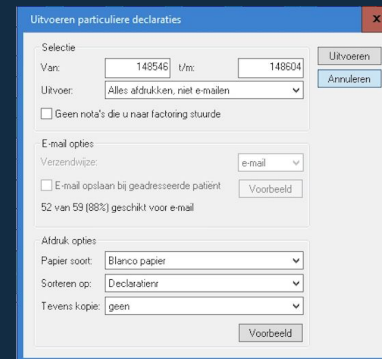 Uitvoeren particuliere declaraties
x
Selectie
Van: 148546 t/m: 148604
Uitvoer: Alles afdrukken, niet e-mailen
Geen nota's die u naar factoring stuurde
Uitvoeren
Annuleren
E-mail opties
Verzendwijze: e-mail
E-mail opslaan bij geadresseerde patiënt Voorbeeld
52 van 59 (88%) geschikt voor e-mail
Afdruk opties
Papier soort: Blanco papier
Sorteren op: Declaratienr
Tevens kopie: geen
Voorbeeld